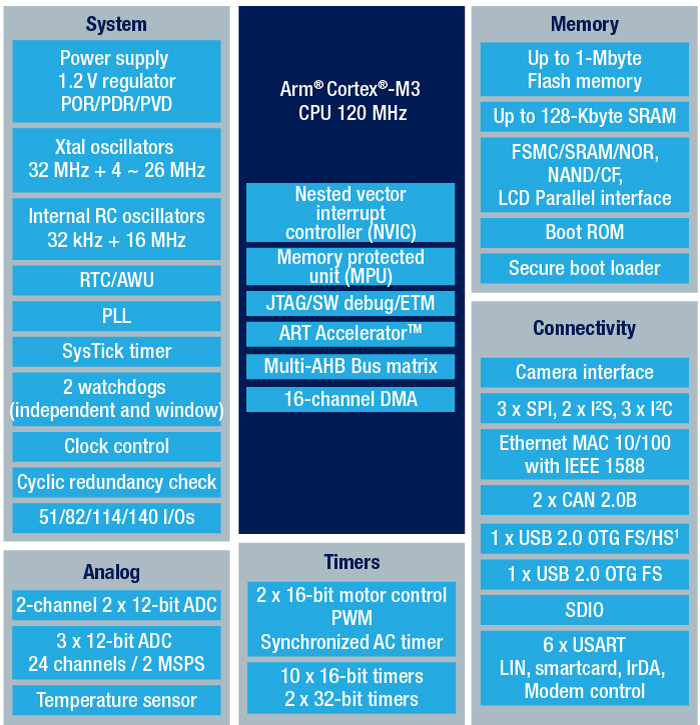 System
Power supply
1.2 V regulator
POR/PDR/PVD
Xtal oscillators
32 MHz + 4 ~ 26 MHz
Internal RC oscillators
32 kHz + 16 MHz
RTC/AWU
PLL
SysTick timer
2 watchdogs
(independent and window)
Clock control
Cyclic redundancy check
51/82/114/140 I/Os
Analog
2-channel 2 x 12-bit ADC
3 x 12-bit ADC
24 channels / 2 MSPS
Temperature sensor
Arm® Cortex®-M3
CPU 120 MHz
Nested vector
interrupt
controller (NVIC)
Memory protected
unit (MPU)
JTAG/SW debug/ETM
ART Accelerator™
Multi-AHB Bus matrix
16-channel DMA
Timers
2 x 16-bit motor control
PWM
Synchronized AC timer
10 x 16-bit timers
2 x 32-bit timers
Memory
Up to 1-Mbyte
Flash memory
Up to 128-Kbyte SRAM
FSMC/SRAM/NOR,
NAND/CF,
LCD Parallel interface
Boot ROM
Secure boot loader
Connectivity
Camera interface
3 x SPI, 2 x I²S, 3 x I²C
Ethernet MAC 10/100
with IEEE 1588
2 x CAN 2.0B
1 x USB 2.0 OTG FS/HS¹
1 x USB 2.0 OTG FS
SDIO
6 x USART
LIN, smartcard, IrDA,
Modem control